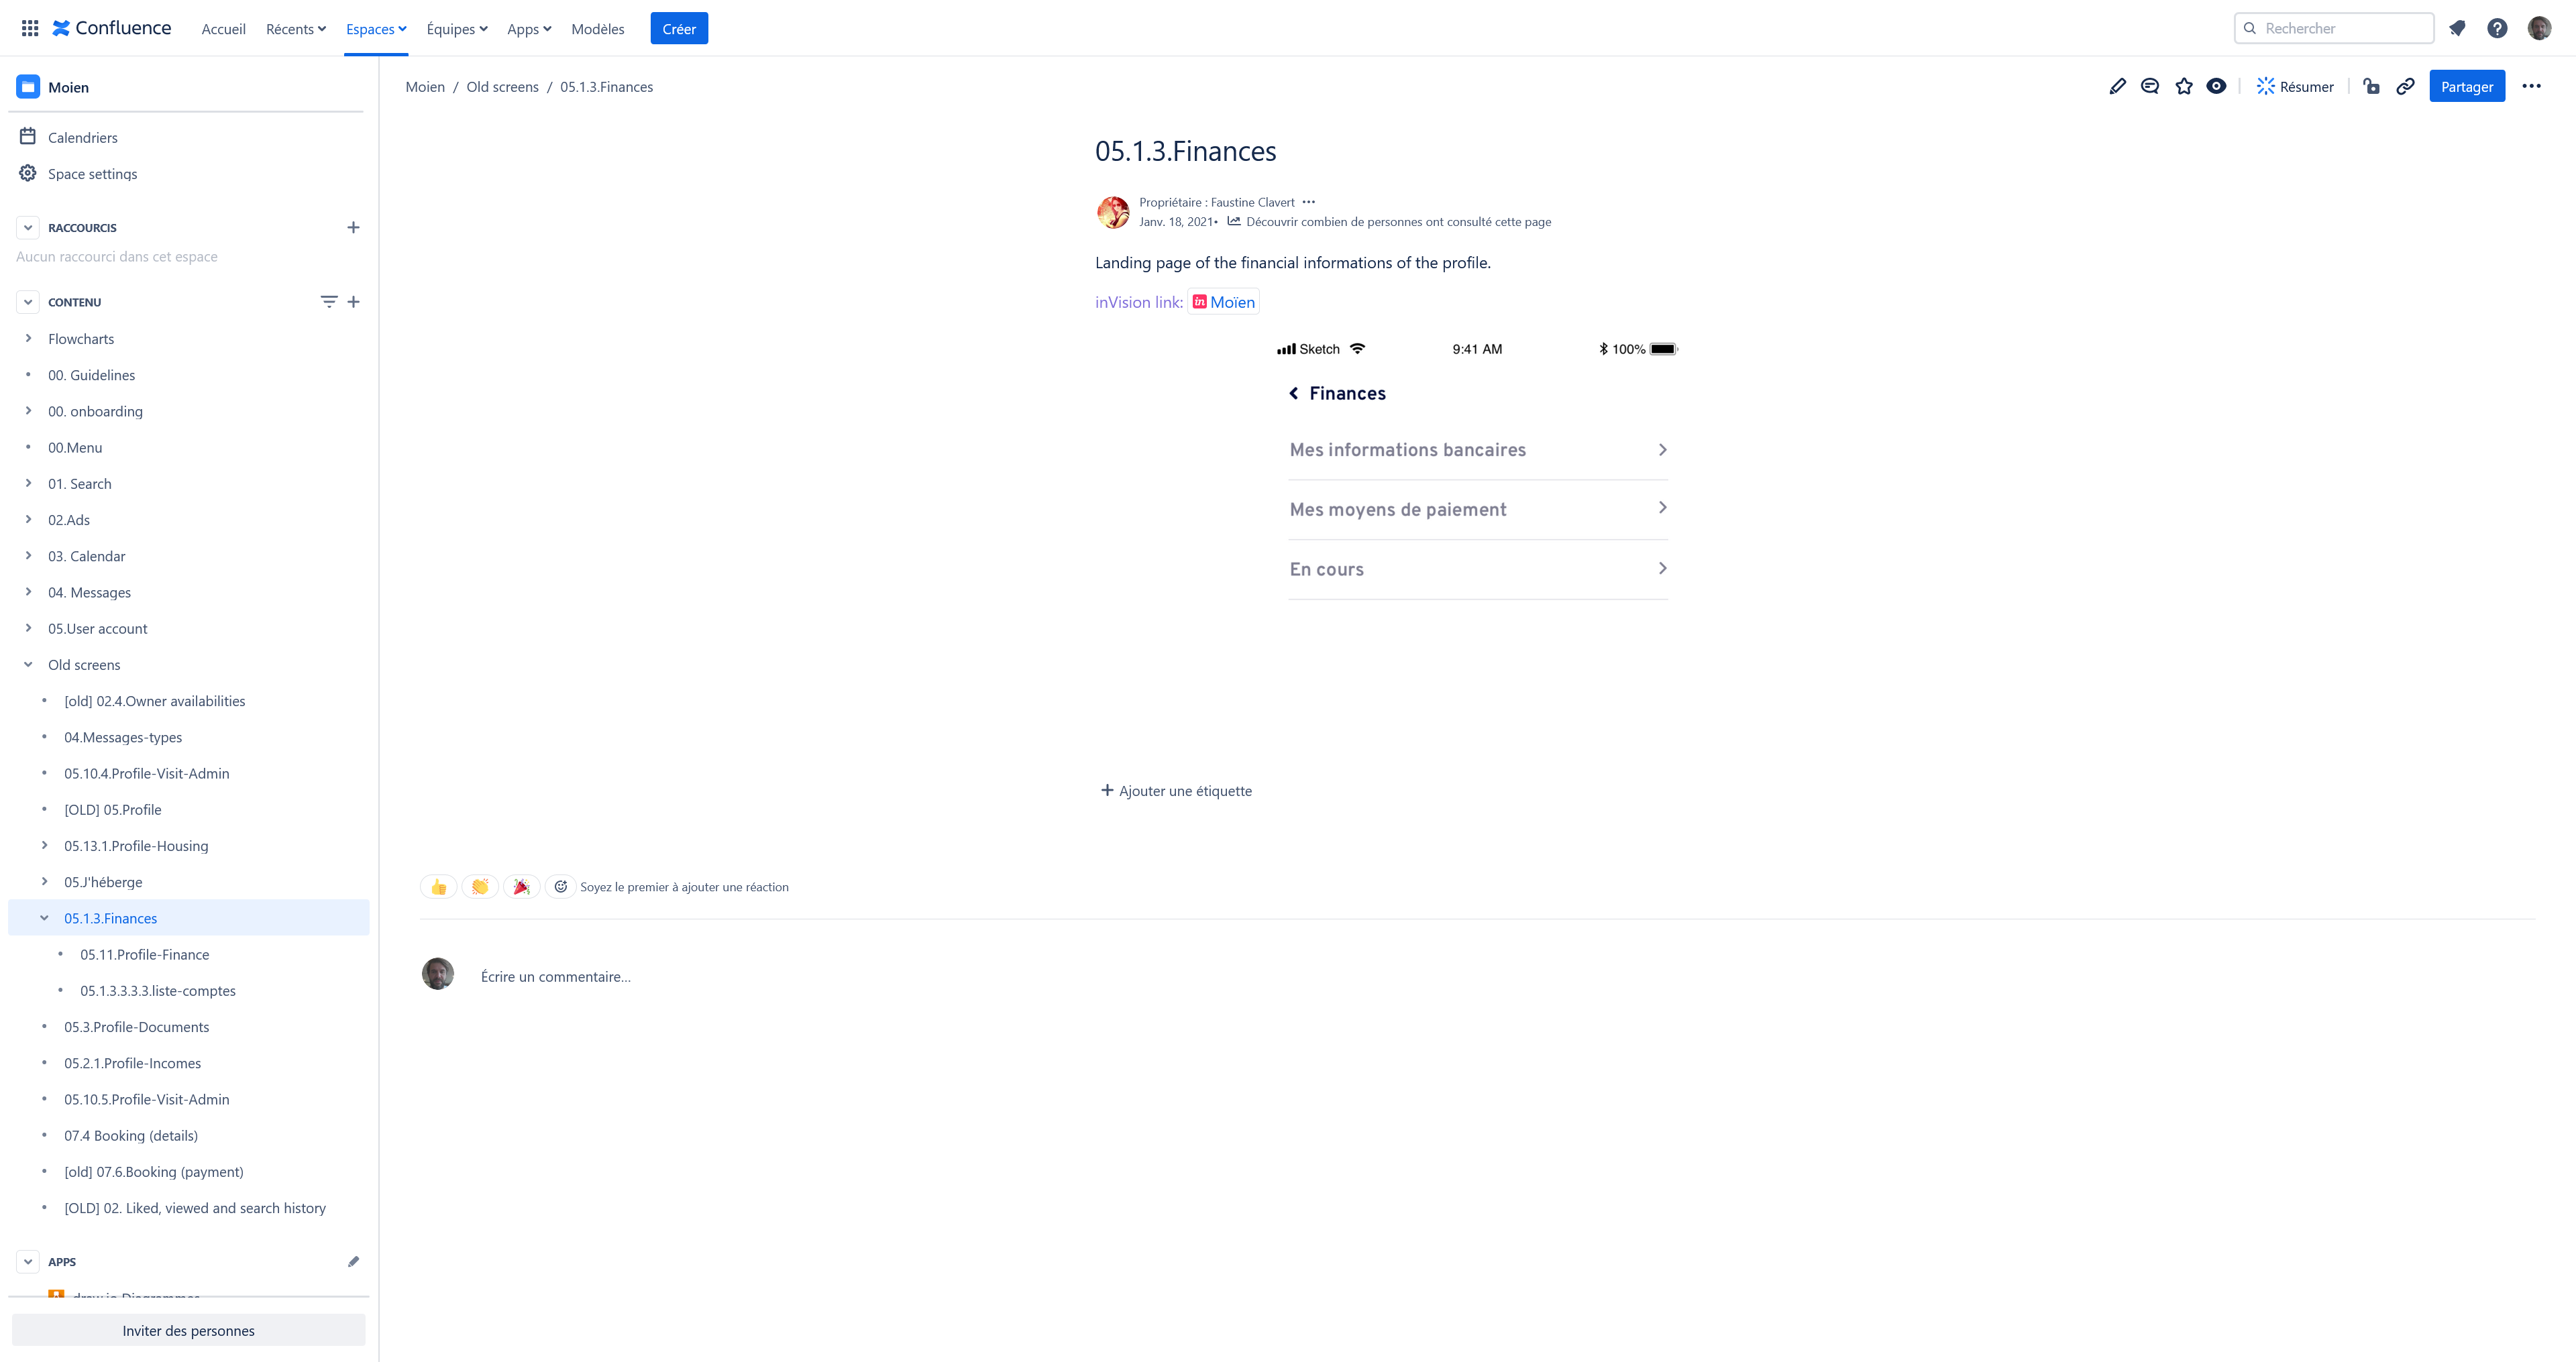 Confluence
Accueil
Récents
Espaces
Équipes
Apps
Modèles
Créer
Rechercher
Moien
Calendriers
Space settings
RACCOURCIS
Aucun raccourci dans cet espace
CONTENU
Flowcharts
00. Guidelines
00. onboarding
00.Menu
01. Search
02.Ads
03. Calendar
04. Messages
05.User account
Old screens
[old] 02.4.Owner availabilities
04.Messages-types
05.10.4.Profile-Visit-Admin
[OLD] 05.Profile
05.13.1.Profile-Housing
05.J'héberge
05.1.3.Finances
05.11.Profile-Finance
05.1.3.3.3.3.liste-comptes
05.3.Profile-Documents
05.2.1.Profile-Incomes
05.10.5.Profile-Visit-Admin
07.4 Booking (details)
[old] 07.6.Booking (payment)
[OLD] 02. Liked, viewed and search history
APPS
draw.io Diagrammes
Inviter des personnes
Moien / Old screens / 05.1.3.Finances
Résumer
Partager
05.1.3.Finances
Propriétaire : Faustine Clavert
Janv. 18, 2021• Découvrir combien de personnes ont consulté cette page
Landing page of the financial informations of the profile.
inVision link: in Moïen
Sketch 9:41 AM 100%
Finances
Mes informations bancaires
Mes moyens de paiement
En cours
Ajouter une étiquette
Soyez le premier à ajouter une réaction
Écrire un commentaire…